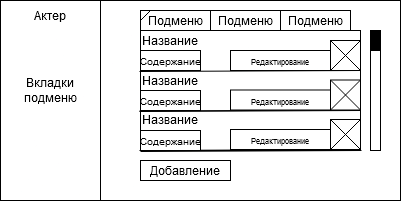 Актер
Подменю Подменю Подменю
Название
Содержание Редактирование
Вкладки
подменю
Название
Содержание Редактирование
Название
Содержание Редактирование
Добавление